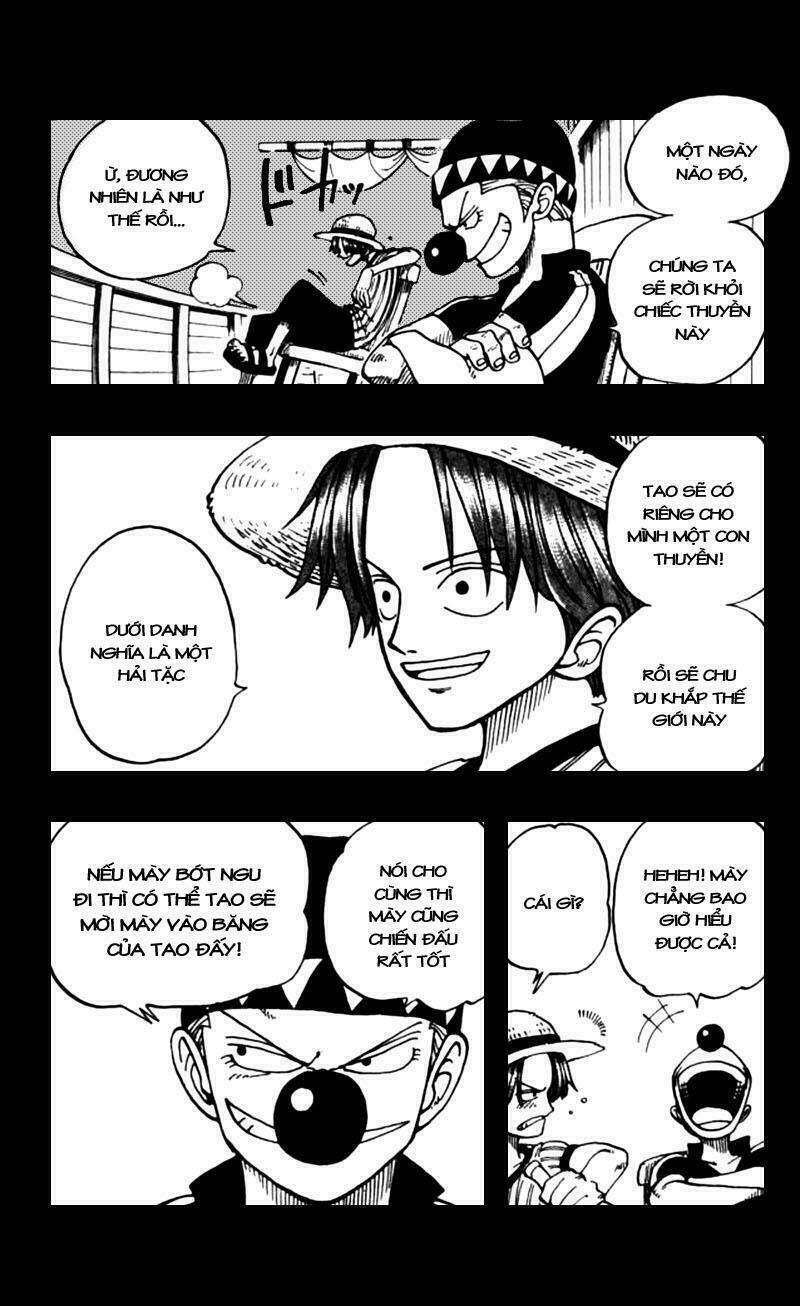 MỘT NGÀY
NÀO ĐÓ,
CHÚNG TA
SẼ RỜI KHỎI
CHIẾC THUYỀN
NÀY
ドカッ
Ừ, ĐƯƠNG
NHIÊN LÀ NHƯ
THẾ RỒI...
TAO SẼ CÓ
RIÊNG CHO
MÌNH MỘT CON
THUYỀN!
RỒI SẼ CHU
DU KHẮP THẾ
GIỚI NÀY
DƯỚI DANH
NGHĨA LÀ MỘT
HẢI TẶC
HEHEH! MÀY
CHẲNG BAO
GIỜ HIỂU
ĐƯỢC CẢ!
CÁI GÌ?
NÓI CHO
CÙNG THÌ
MÀY CŨNG
CHIẾN ĐẤU
RẤT TỐT
NẾU MÀY BỚT NGU
ĐI THÌ CÓ THỂ TAO SẼ
MỜI MÀY VÀO BĂNG
CỦA TAO ĐẤY!